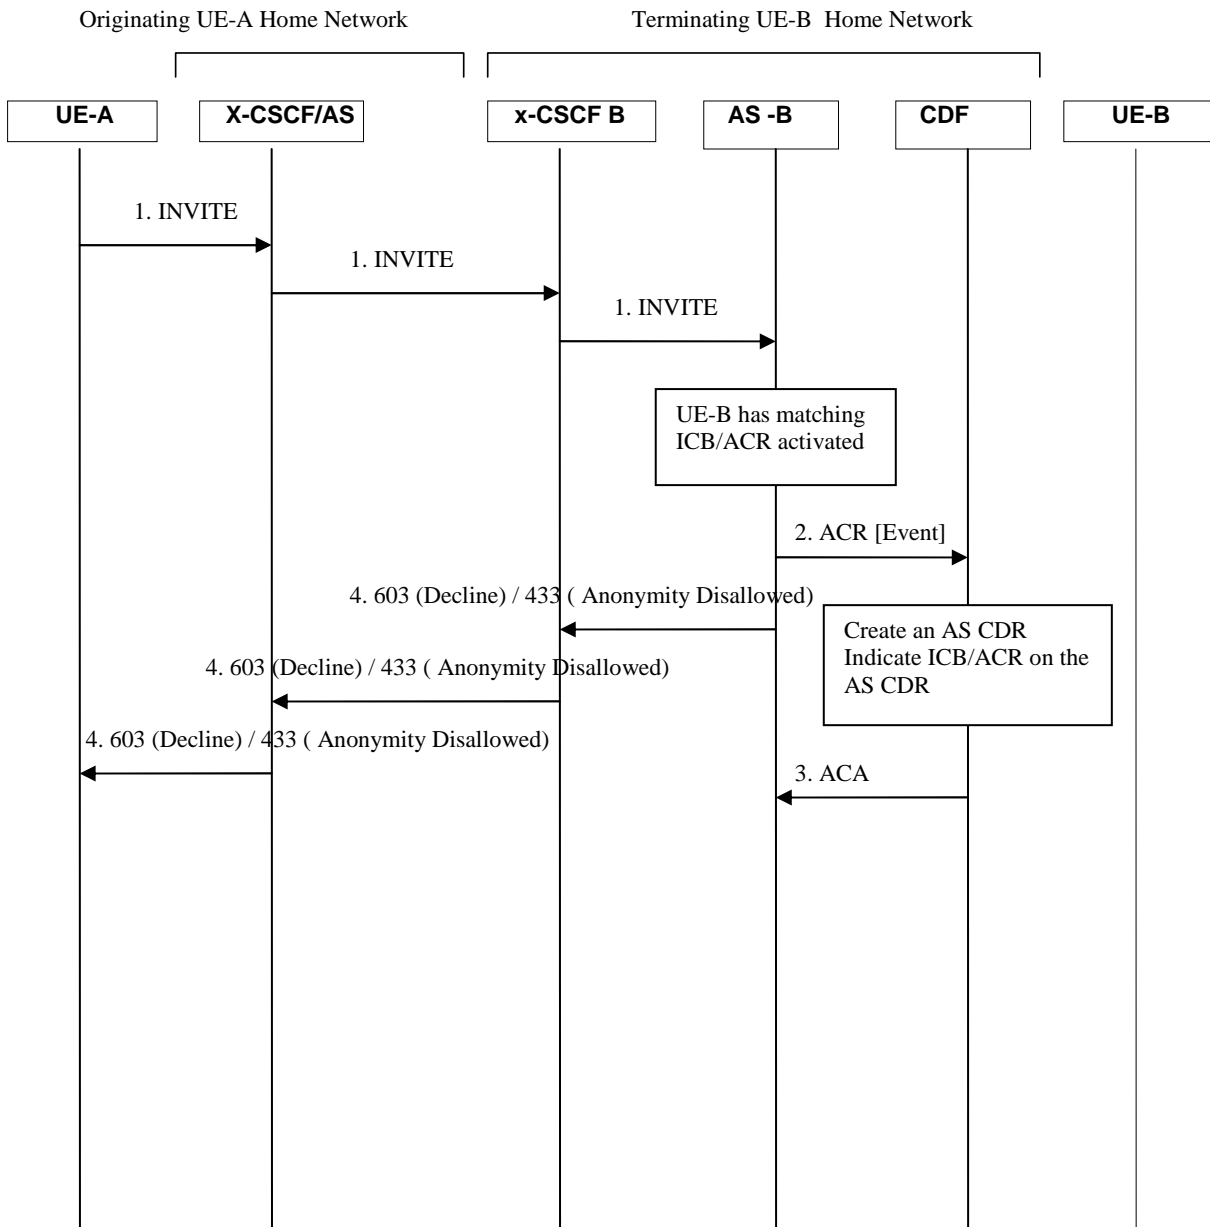 Originating UE-A Home Network
Terminating UE-B  Home Network
UE-A
X-CSCF/AS
x-CSCF B
AS -B
CDF
UE-B
1. INVITE
1. INVITE
1. INVITE
UE-B has matching
ICB/ACR activated
2. ACR [Event]
4. 603 (Decline) / 433 ( Anonymity Disallowed)
Create an AS CDR
Indicate ICB/ACR on the
AS CDR
4. 603 (Decline) / 433 ( Anonymity Disallowed)
4. 603 (Decline) / 433 ( Anonymity Disallowed)
3. ACA